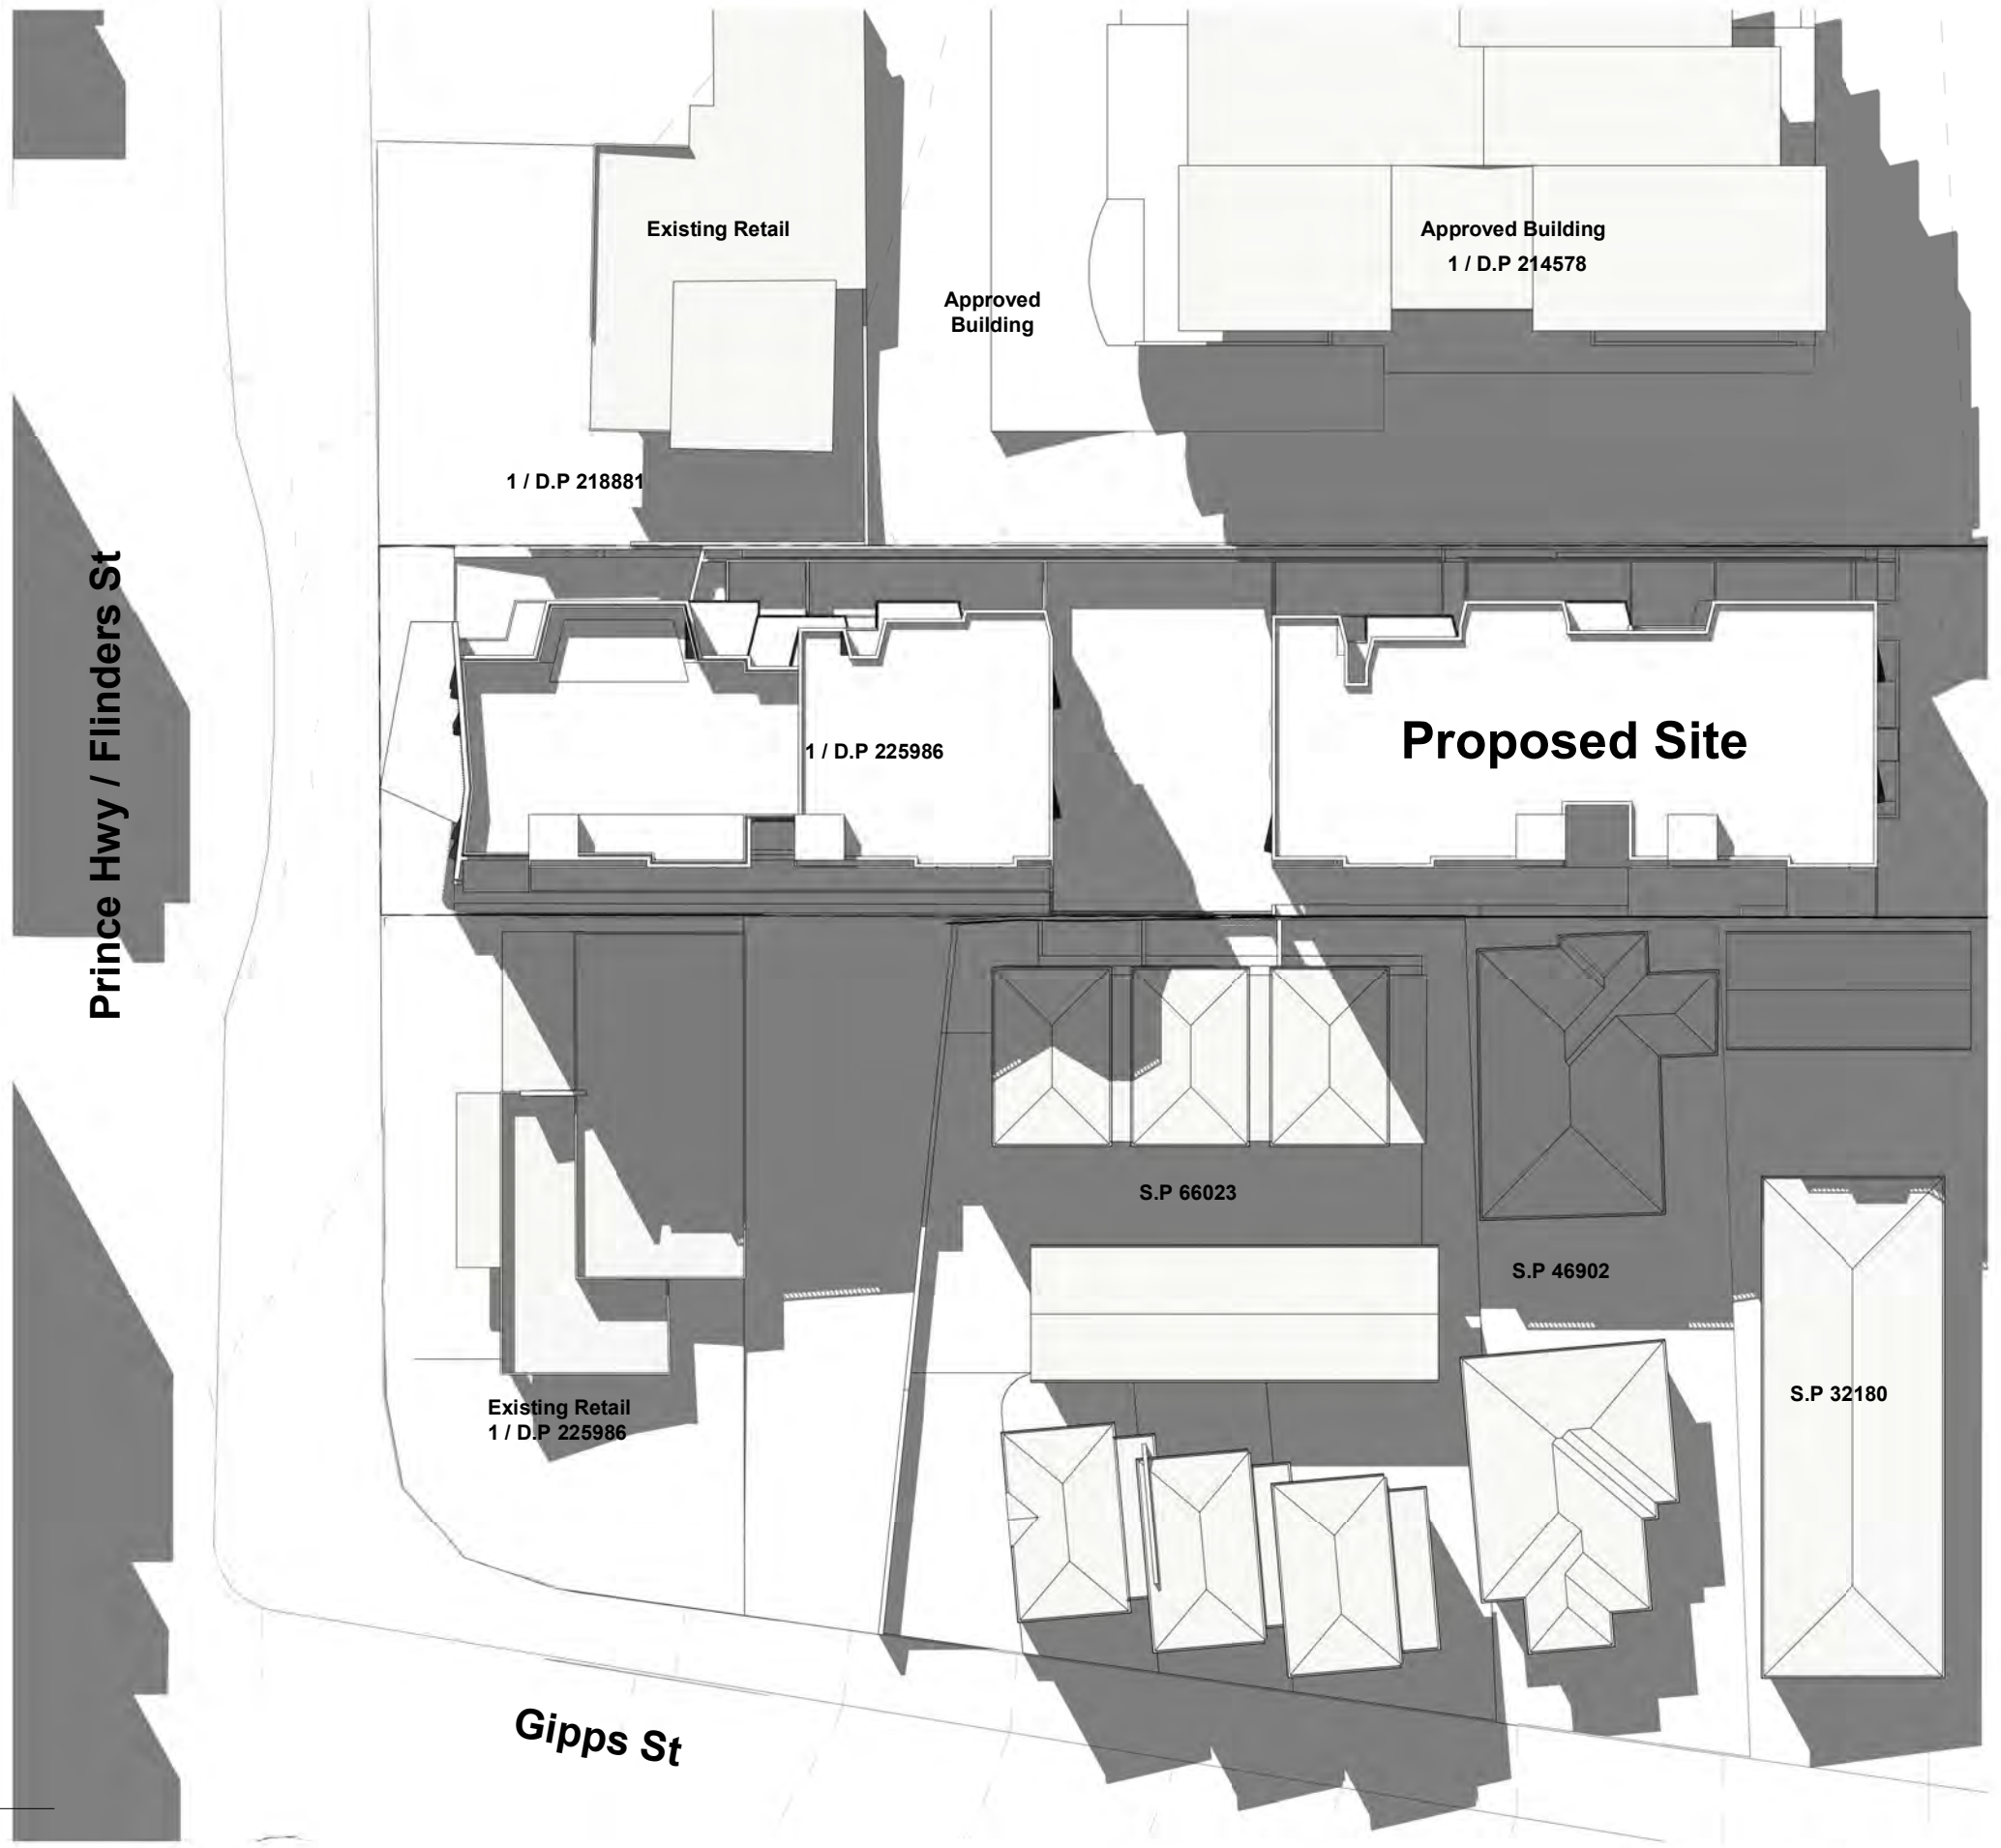 Existing Retail
Approved Building
1 / D.P 214578
Approved
Building
1 / D.P 218881
Prince Hwy / Flinders St
Proposed Site
1 / D.P 225986
S.P 66023
S.P 46902
S.P 32180
Existing Retail
1 / D.P 225986
Gipps St